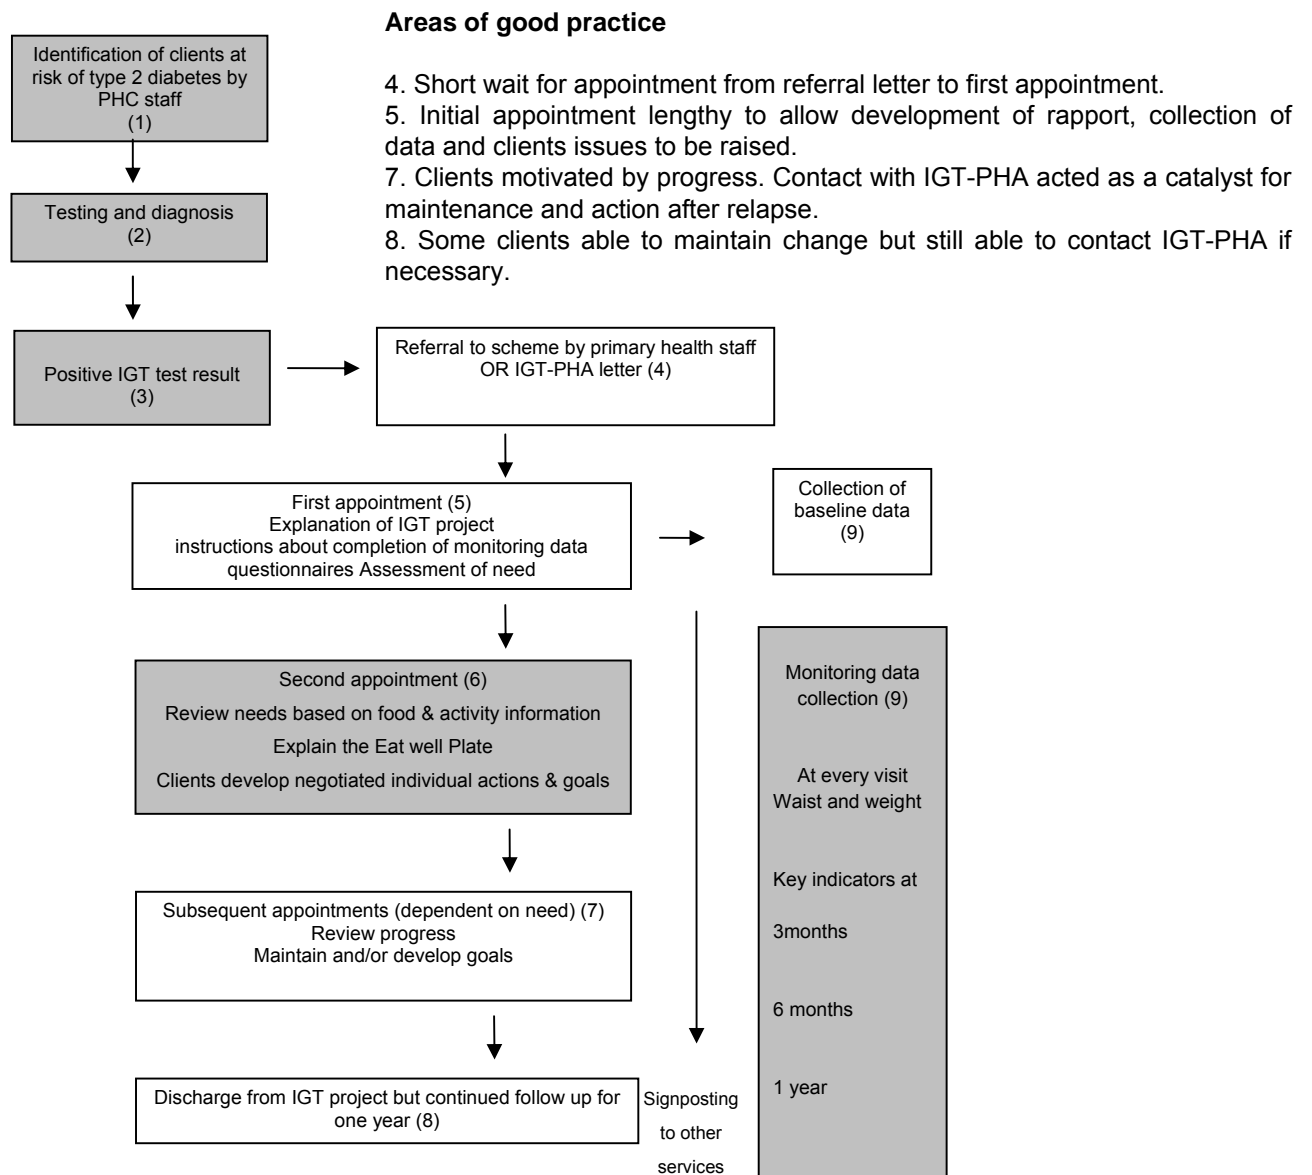 Areas of good practice
4. Short wait for appointment from referral letter to first appointment.
5. Initial appointment lengthy to allow development of rapport, collection of
data and clients issues to be raised.
7. Clients motivated by progress. Contact with IGT-PHA acted as a catalyst for
maintenance and action after relapse.
8. Some clients able to maintain change but still able to contact IGT-PHA if
necessary.
Identification of clients at
risk of type 2 diabetes by
PHC staff
(1)
Testing and diagnosis
(2)
Positive IGT test result
(3)
Referral to scheme by primary health staff
OR IGT-PHA letter (4)
First appointment (5)
Explanation of IGT project
instructions about completion of monitoring data
questionnaires Assessment of need
Collection of
baseline data
(9)
Second appointment (6)
Review needs based on food & activity information
Explain the Eat well Plate
Clients develop negotiated individual actions & goals
Monitoring data
collection (9)
At every visit
Waist and weight
Key indicators at
3months
6 months
1 year
Subsequent appointments (dependent on need) (7)
Review progress
Maintain and/or develop goals
Discharge from IGT project but continued follow up for
one year (8)
Signposting
to other
services